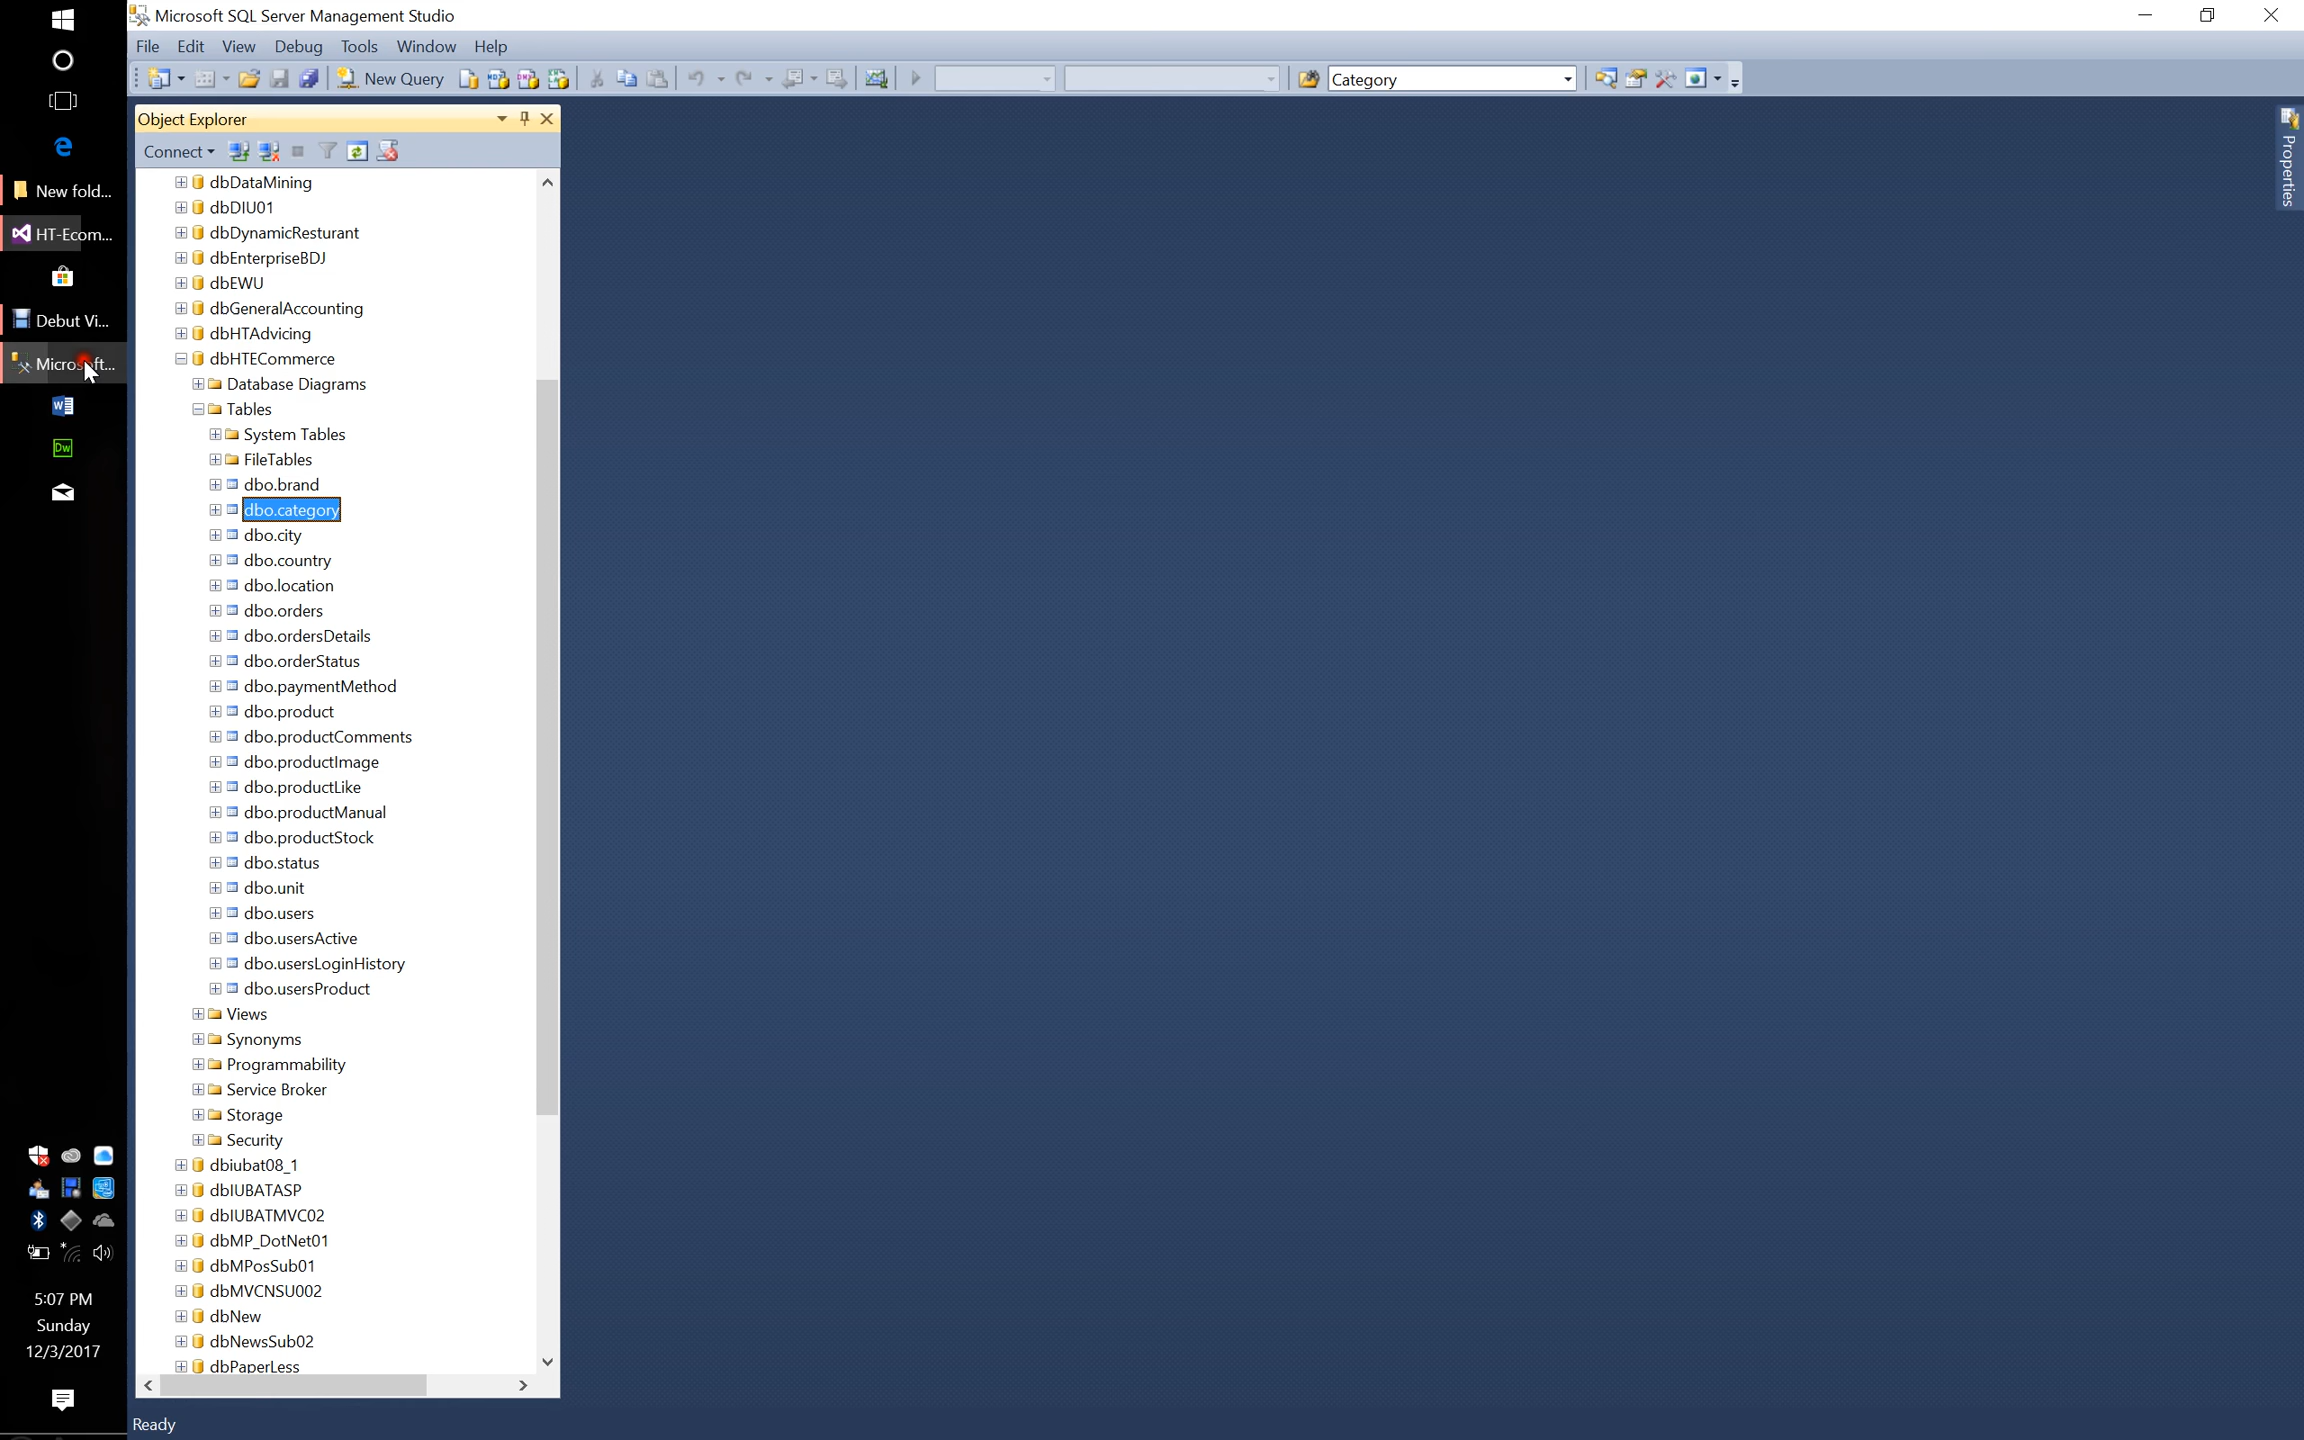 Microsoft SQL Server Management Studio
File Edit View Debug Tools Window Help
New Query
Category
Object Explorer
Connect
dbDataMining
dbDIU01
dbDynamicResturant
dbEnterpriseBDJ
dbEWU
dbGeneralAccounting
dbHTAdvicing
dbHTECommerce
Database Diagrams
Tables
System Tables
FileTables
dbo.brand
dbo.category
dbo.city
dbo.country
dbo.location
dbo.orders
dbo.ordersDetails
dbo.orderStatus
dbo.paymentMethod
dbo.product
dbo.productComments
dbo.productImage
dbo.productLike
dbo.productManual
dbo.productStock
dbo.status
dbo.unit
dbo.users
dbo.usersActive
dbo.usersLoginHistory
dbo.usersProduct
Views
Synonyms
Programmability
Service Broker
Storage
Security
dbiubat08_1
dbIUBATASP
dbIUBATMVC02
dbMP_DotNet01
dbMPosSub01
dbMVCNSU002
dbNew
dbNewsSub02
dbPaperLess
Ready
Properties
New fold...
HT-Ecom...
Debut Vi...
Microsoft...
Dw
5:07 PM
Sunday
12/3/2017